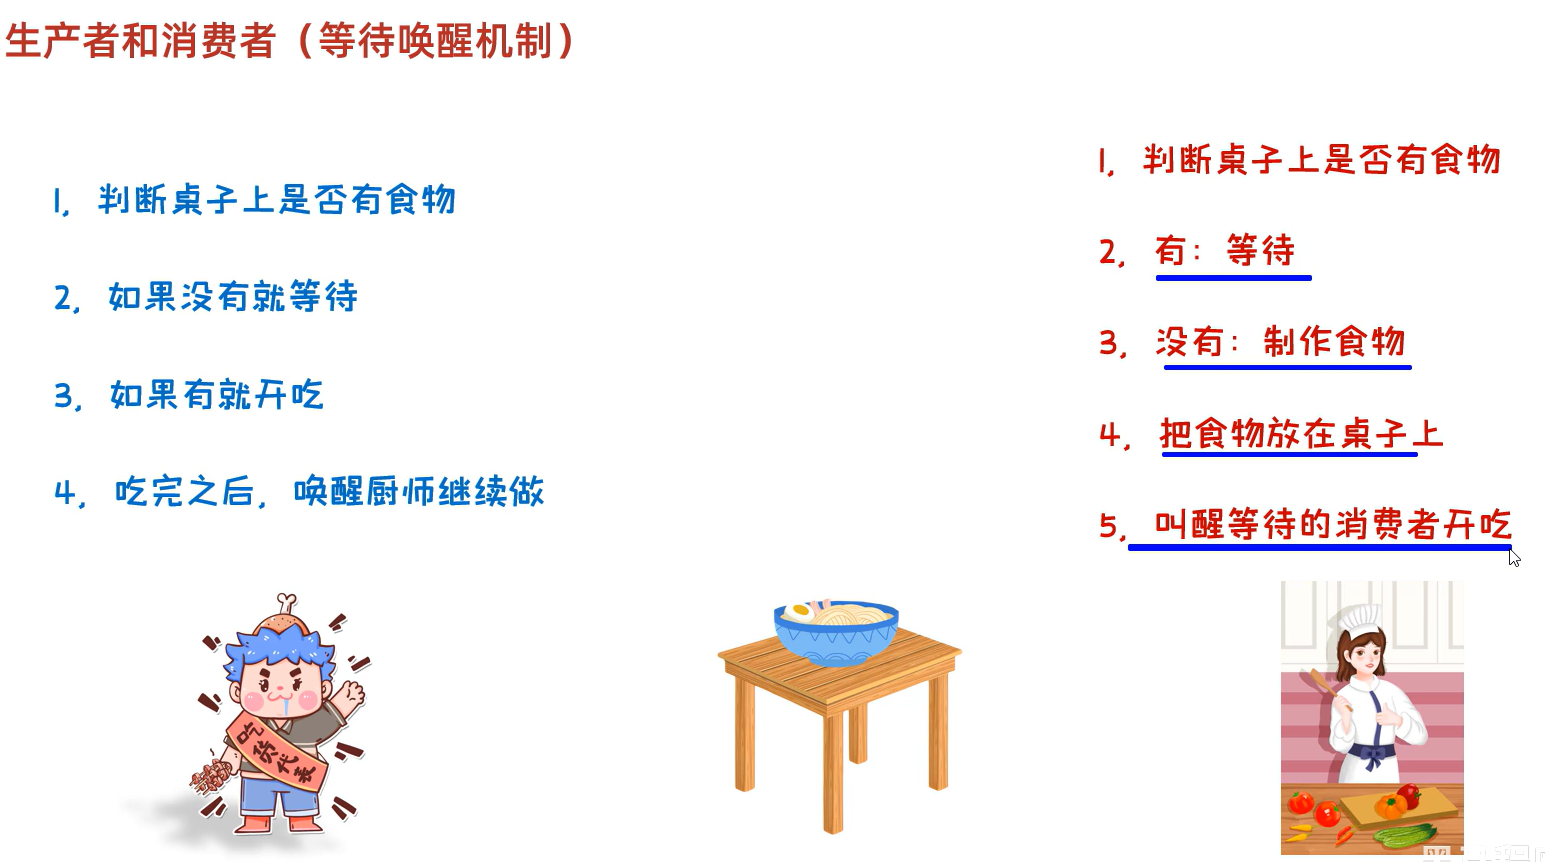 生产者和消费者（等待唤醒机制）
1，判断桌子上是否有食物
2，如果没有就等待
3，如果有就开吃
4，吃完之后，唤醒厨师继续做
1，判断桌子上是否有食物
2，有：等待
3，没有：制作食物
4，把食物放在桌子上
5，叫醒等待的消费者开吃
吃货代表